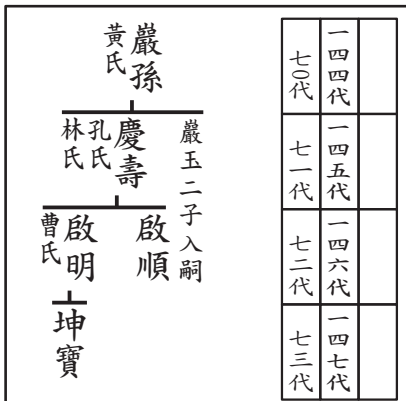 一四四代
七〇代
一四五代
七一代
一四六代
七二代
一四七代
七三代
巖孫
黃氏
巖玉二子入嗣
慶壽
孔氏
林氏
啟順
啟明
曹氏
坤寶